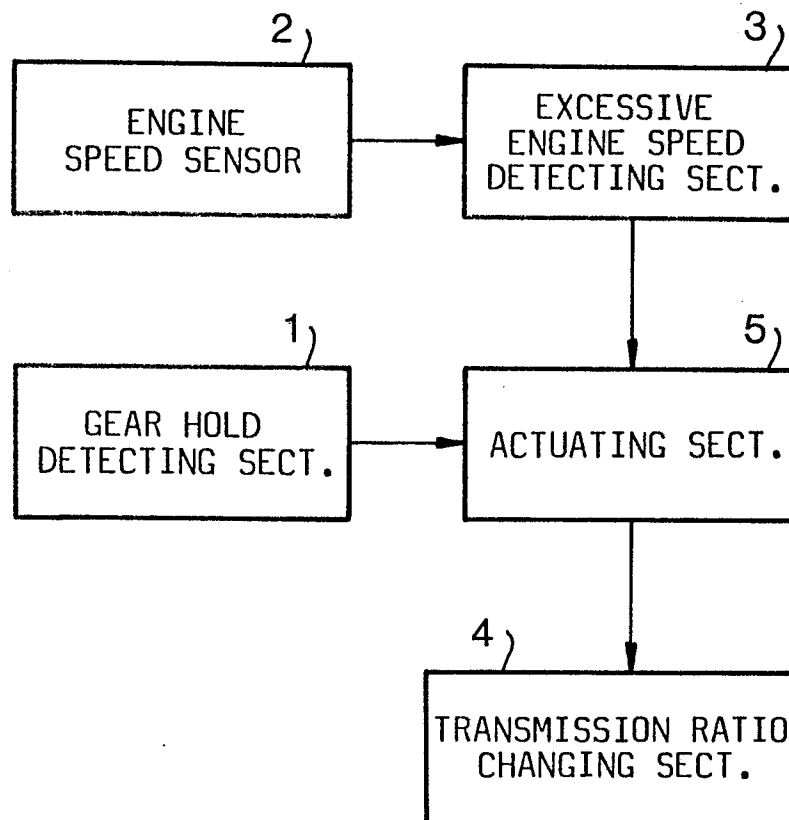 2
ENGINE
SPEED SENSOR
3
EXCESSIVE
ENGINE SPEED
DETECTING SECT.
1
GEAR HOLD
DETECTING SECT.
5
ACTUATING SECT.
4
TRANSMISSION RATIO
CHANGING SECT.